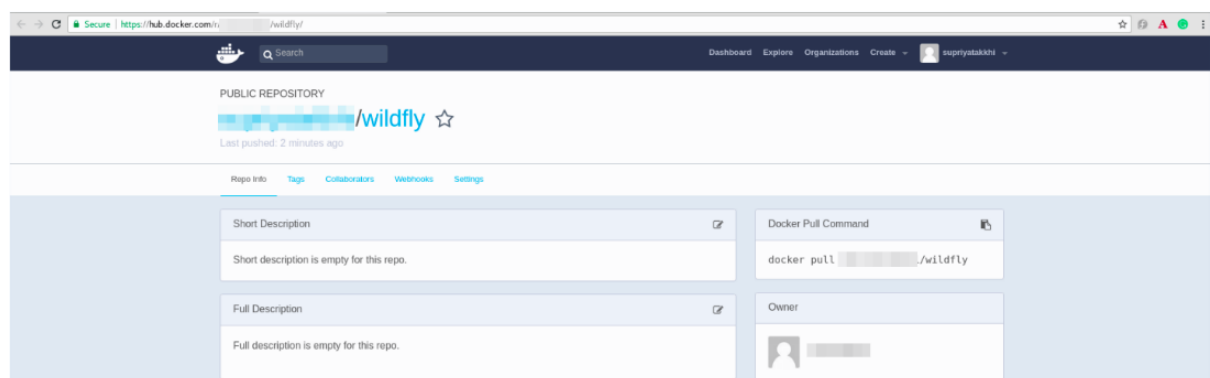 Secure | https://hub.docker.com/r/ /wildfly/
Search
Dashboard Explore Organizations Create supriyatakkhi
PUBLIC REPOSITORY
/wildfly
Last pushed: 2 minutes ago
Repo Info Tags Collaborators Webhooks Settings
Short Description
Short description is empty for this repo.
Docker Pull Command
docker pull /wildfly
Full Description
Full description is empty for this repo.
Owner